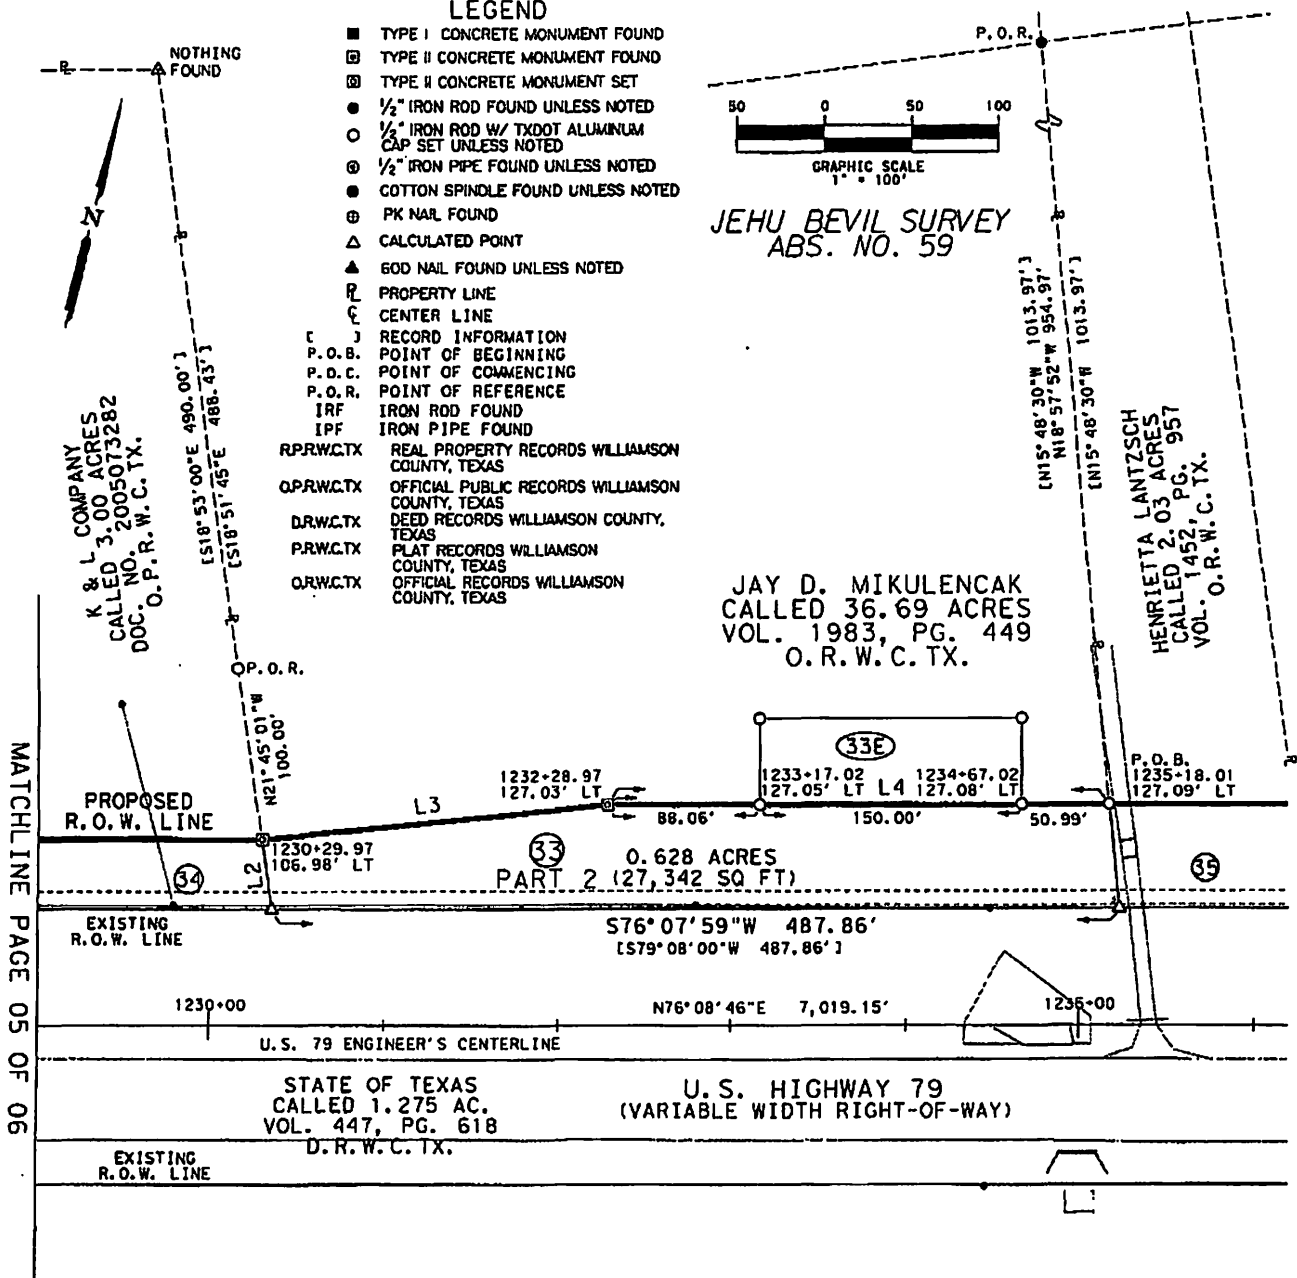 LEGEND
TYPE I CONCRETE MONUMENT FOUND
TYPE II CONCRETE MONUMENT FOUND
TYPE II CONCRETE MONUMENT SET
1/2" IRON ROD FOUND UNLESS NOTED
1/2" IRON ROD W/ TXDOT ALUMINUM
CAP SET UNLESS NOTED
1/2" IRON PIPE FOUND UNLESS NOTED
COTTON SPINDLE FOUND UNLESS NOTED
PK NAIL FOUND
CALCULATED POINT
60D NAIL FOUND UNLESS NOTED
PL PROPERTY LINE
CL CENTER LINE
[ ] RECORD INFORMATION
P.O.B. POINT OF BEGINNING
P.O.C. POINT OF COMMENCING
P.O.R. POINT OF REFERENCE
IRF IRON ROD FOUND
IPF IRON PIPE FOUND
R.P.R.W.C.TX REAL PROPERTY RECORDS WILLIAMSON
COUNTY, TEXAS
O.P.R.W.C.TX OFFICIAL PUBLIC RECORDS WILLIAMSON
COUNTY, TEXAS
D.R.W.C.TX DEED RECORDS WILLIAMSON COUNTY,
TEXAS
P.R.W.C.TX PLAT RECORDS WILLIAMSON
COUNTY, TEXAS
O.R.W.C.TX OFFICIAL RECORDS WILLIAMSON
COUNTY, TEXAS
NOTHING
FOUND
N
P.O.R.
50 0 50 100
GRAPHIC SCALE
1" = 100'
JEHU BEVIL SURVEY
ABS. NO. 59
[S18°53'00"E 490.00']
[S18°51'45"E 488.43']
K & L COMPANY
CALLED 3.00 ACRES
DOC. NO. 2005073282
O.P.R.W.C.TX.
[N15°48'30"W 1013.97']
N18°57'52"W 954.97'
[N15°48'30"W 1013.97']
HENRIETTA LANTZSCH
CALLED 2.03 ACRES
VOL. 1452, PG. 957
O.R.W.C.TX.
JAY D. MIKULENCAK
CALLED 36.69 ACRES
VOL. 1983, PG. 449
O.R.W.C.TX.
P.O.R.
N21°45'01"W
100.00'
33E
1232+28.97
127.03' LT
1233+17.02
127.05' LT
L4
1234+67.02
127.08' LT
P.O.B.
1235+18.01
127.09' LT
PROPOSED
R.O.W. LINE
L3
88.06'
150.00'
50.99'
1230+29.97
106.98' LT
L2
34
33
PART 2
0.628 ACRES
(27,342 SQ FT)
35
EXISTING
R.O.W. LINE
S76°07'59"W 487.86'
[S79°08'00"W 487.86']
MATCHLINE PAGE 05 OF 06
1230+00
N76°08'46"E 7,019.15'
1235+00
U.S. 79 ENGINEER'S CENTERLINE
STATE OF TEXAS
CALLED 1.275 AC.
VOL. 447, PG. 618
D.R.W.C.TX.
U.S. HIGHWAY 79
(VARIABLE WIDTH RIGHT-OF-WAY)
EXISTING
R.O.W. LINE